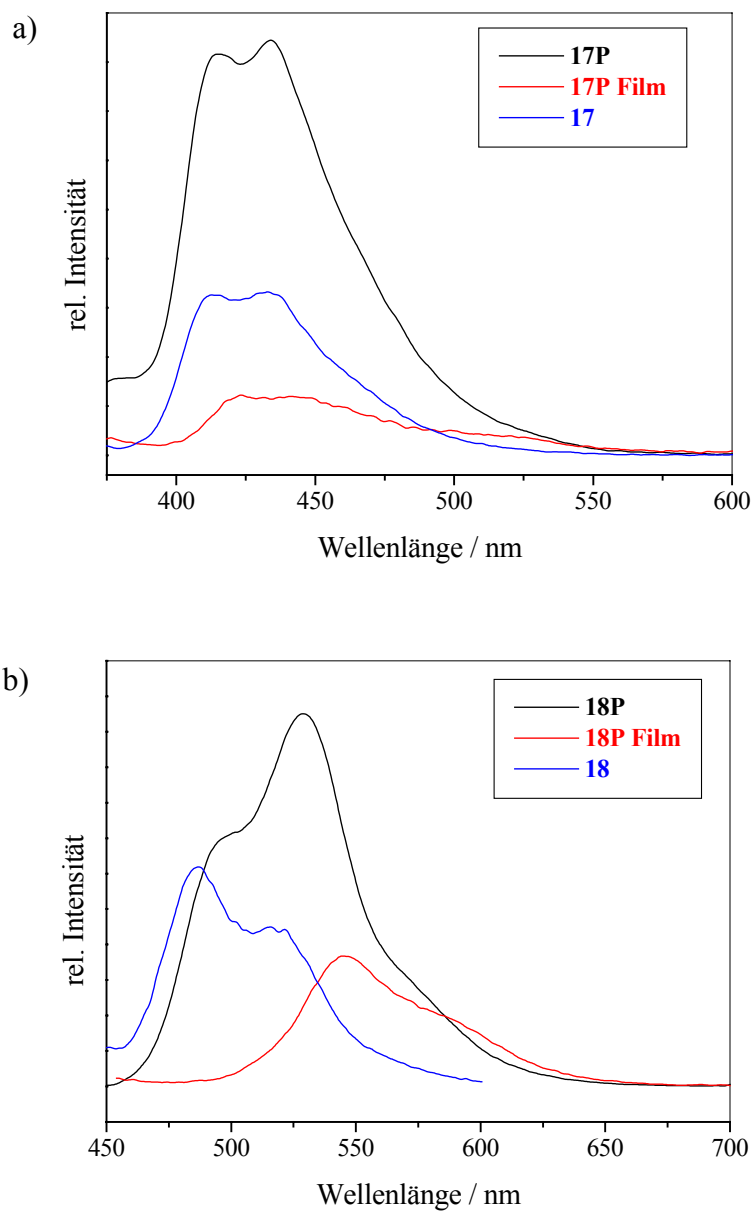 a)
17P
17P Film
17
rel. Intensität
400 450 500 550 600
Wellenlänge / nm
b)
18P
18P Film
18
rel. Intensität
450 500 550 600 650 700
Wellenlänge / nm